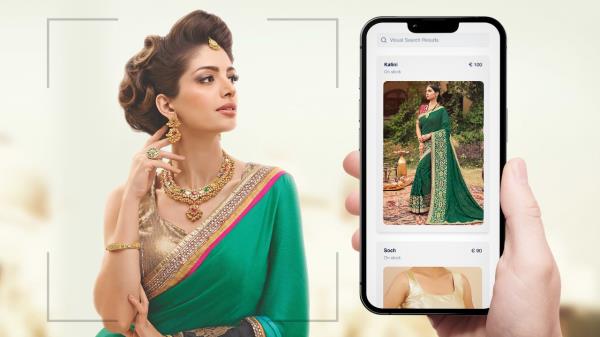 Visual Search Results
Kalini
€ 100
On stock
Soch
€ 90
On stock